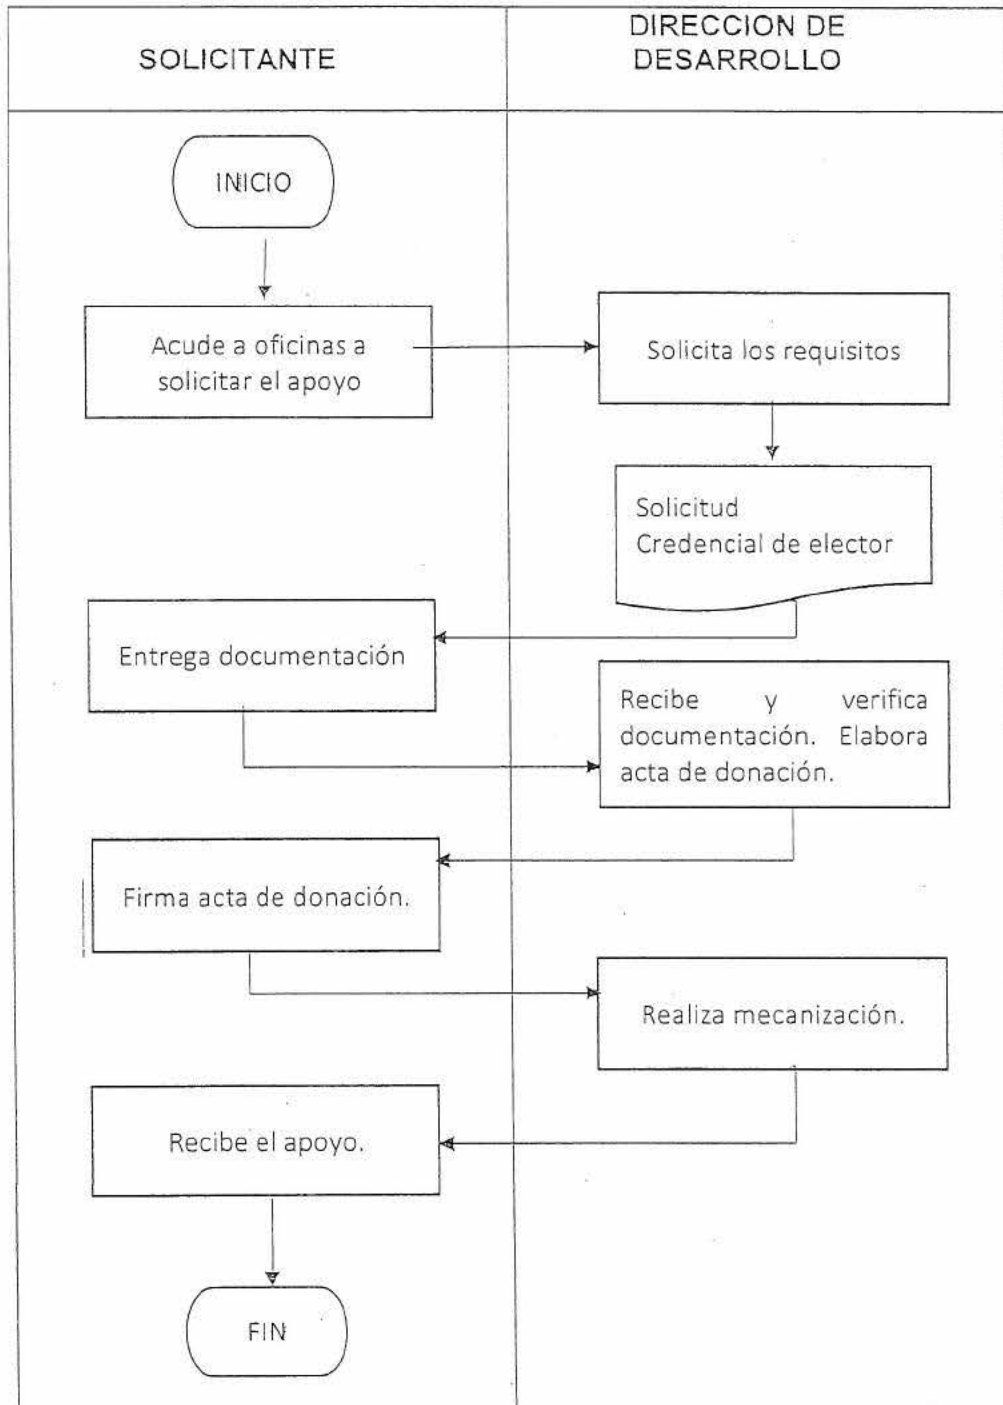 SOLICITANTE
DIRECCION DE
DESARROLLO
INICIO
Acude a oficinas a
solicitar el apoyo
Solicita los requisitos
Solicitud
Credencial de elector
Entrega documentación
Recibe y verifica
documentación. Elabora
acta de donación.
Firma acta de donación.
Realiza mecanización.
Recibe el apoyo.
FIN